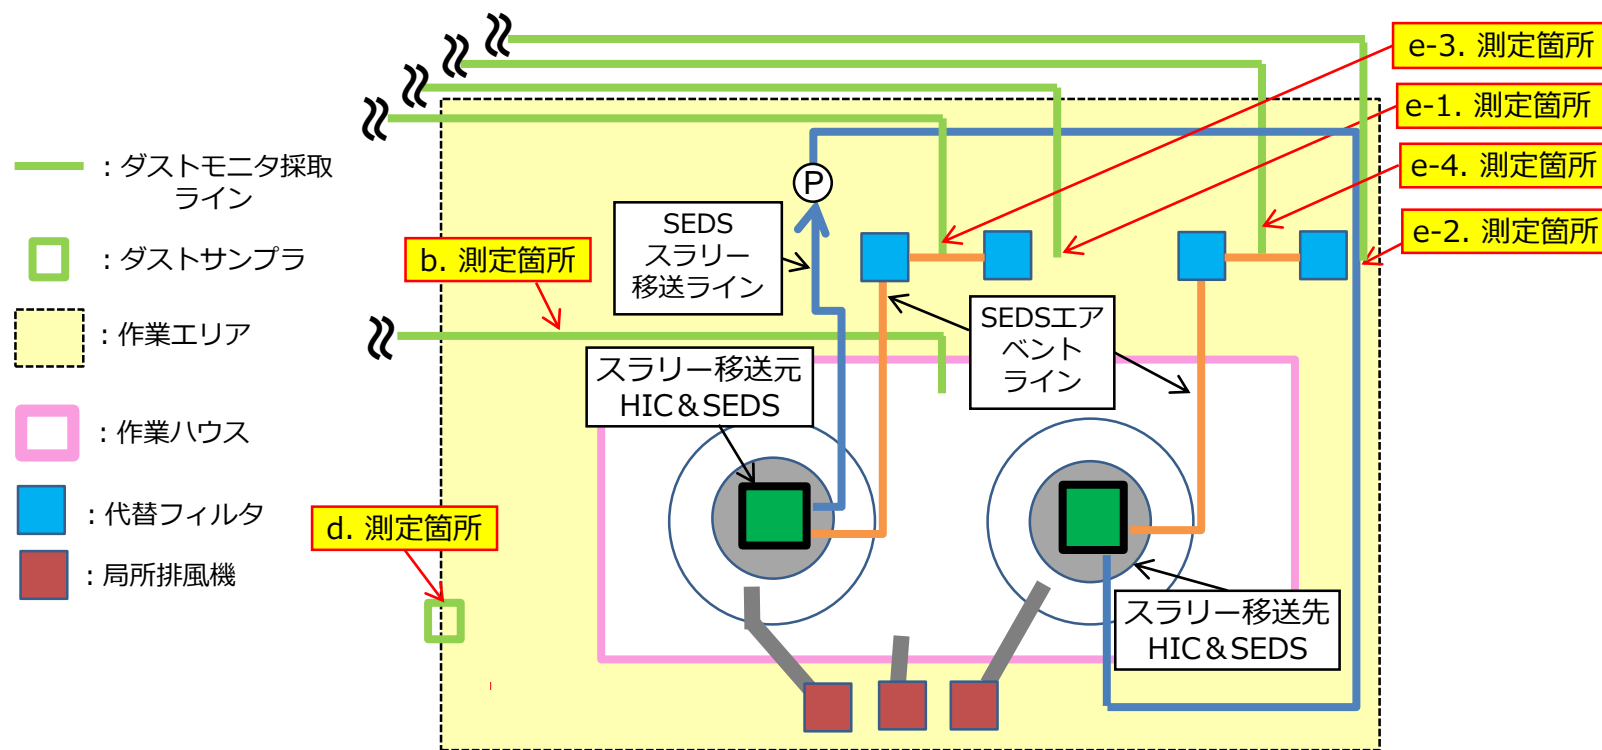 e-3. 測定箇所
e-1. 測定箇所
e-4. 測定箇所
e-2. 測定箇所
：ダストモニタ採取
ライン
：ダストサンプラ
：作業エリア
：作業ハウス
：代替フィルタ
：局所排風機
b. 測定箇所
d. 測定箇所
P
SEDS
スラリー
移送ライン
SEDSエア
ベント
ライン
スラリー移送元
HIC＆SEDS
スラリー移送先
HIC＆SEDS